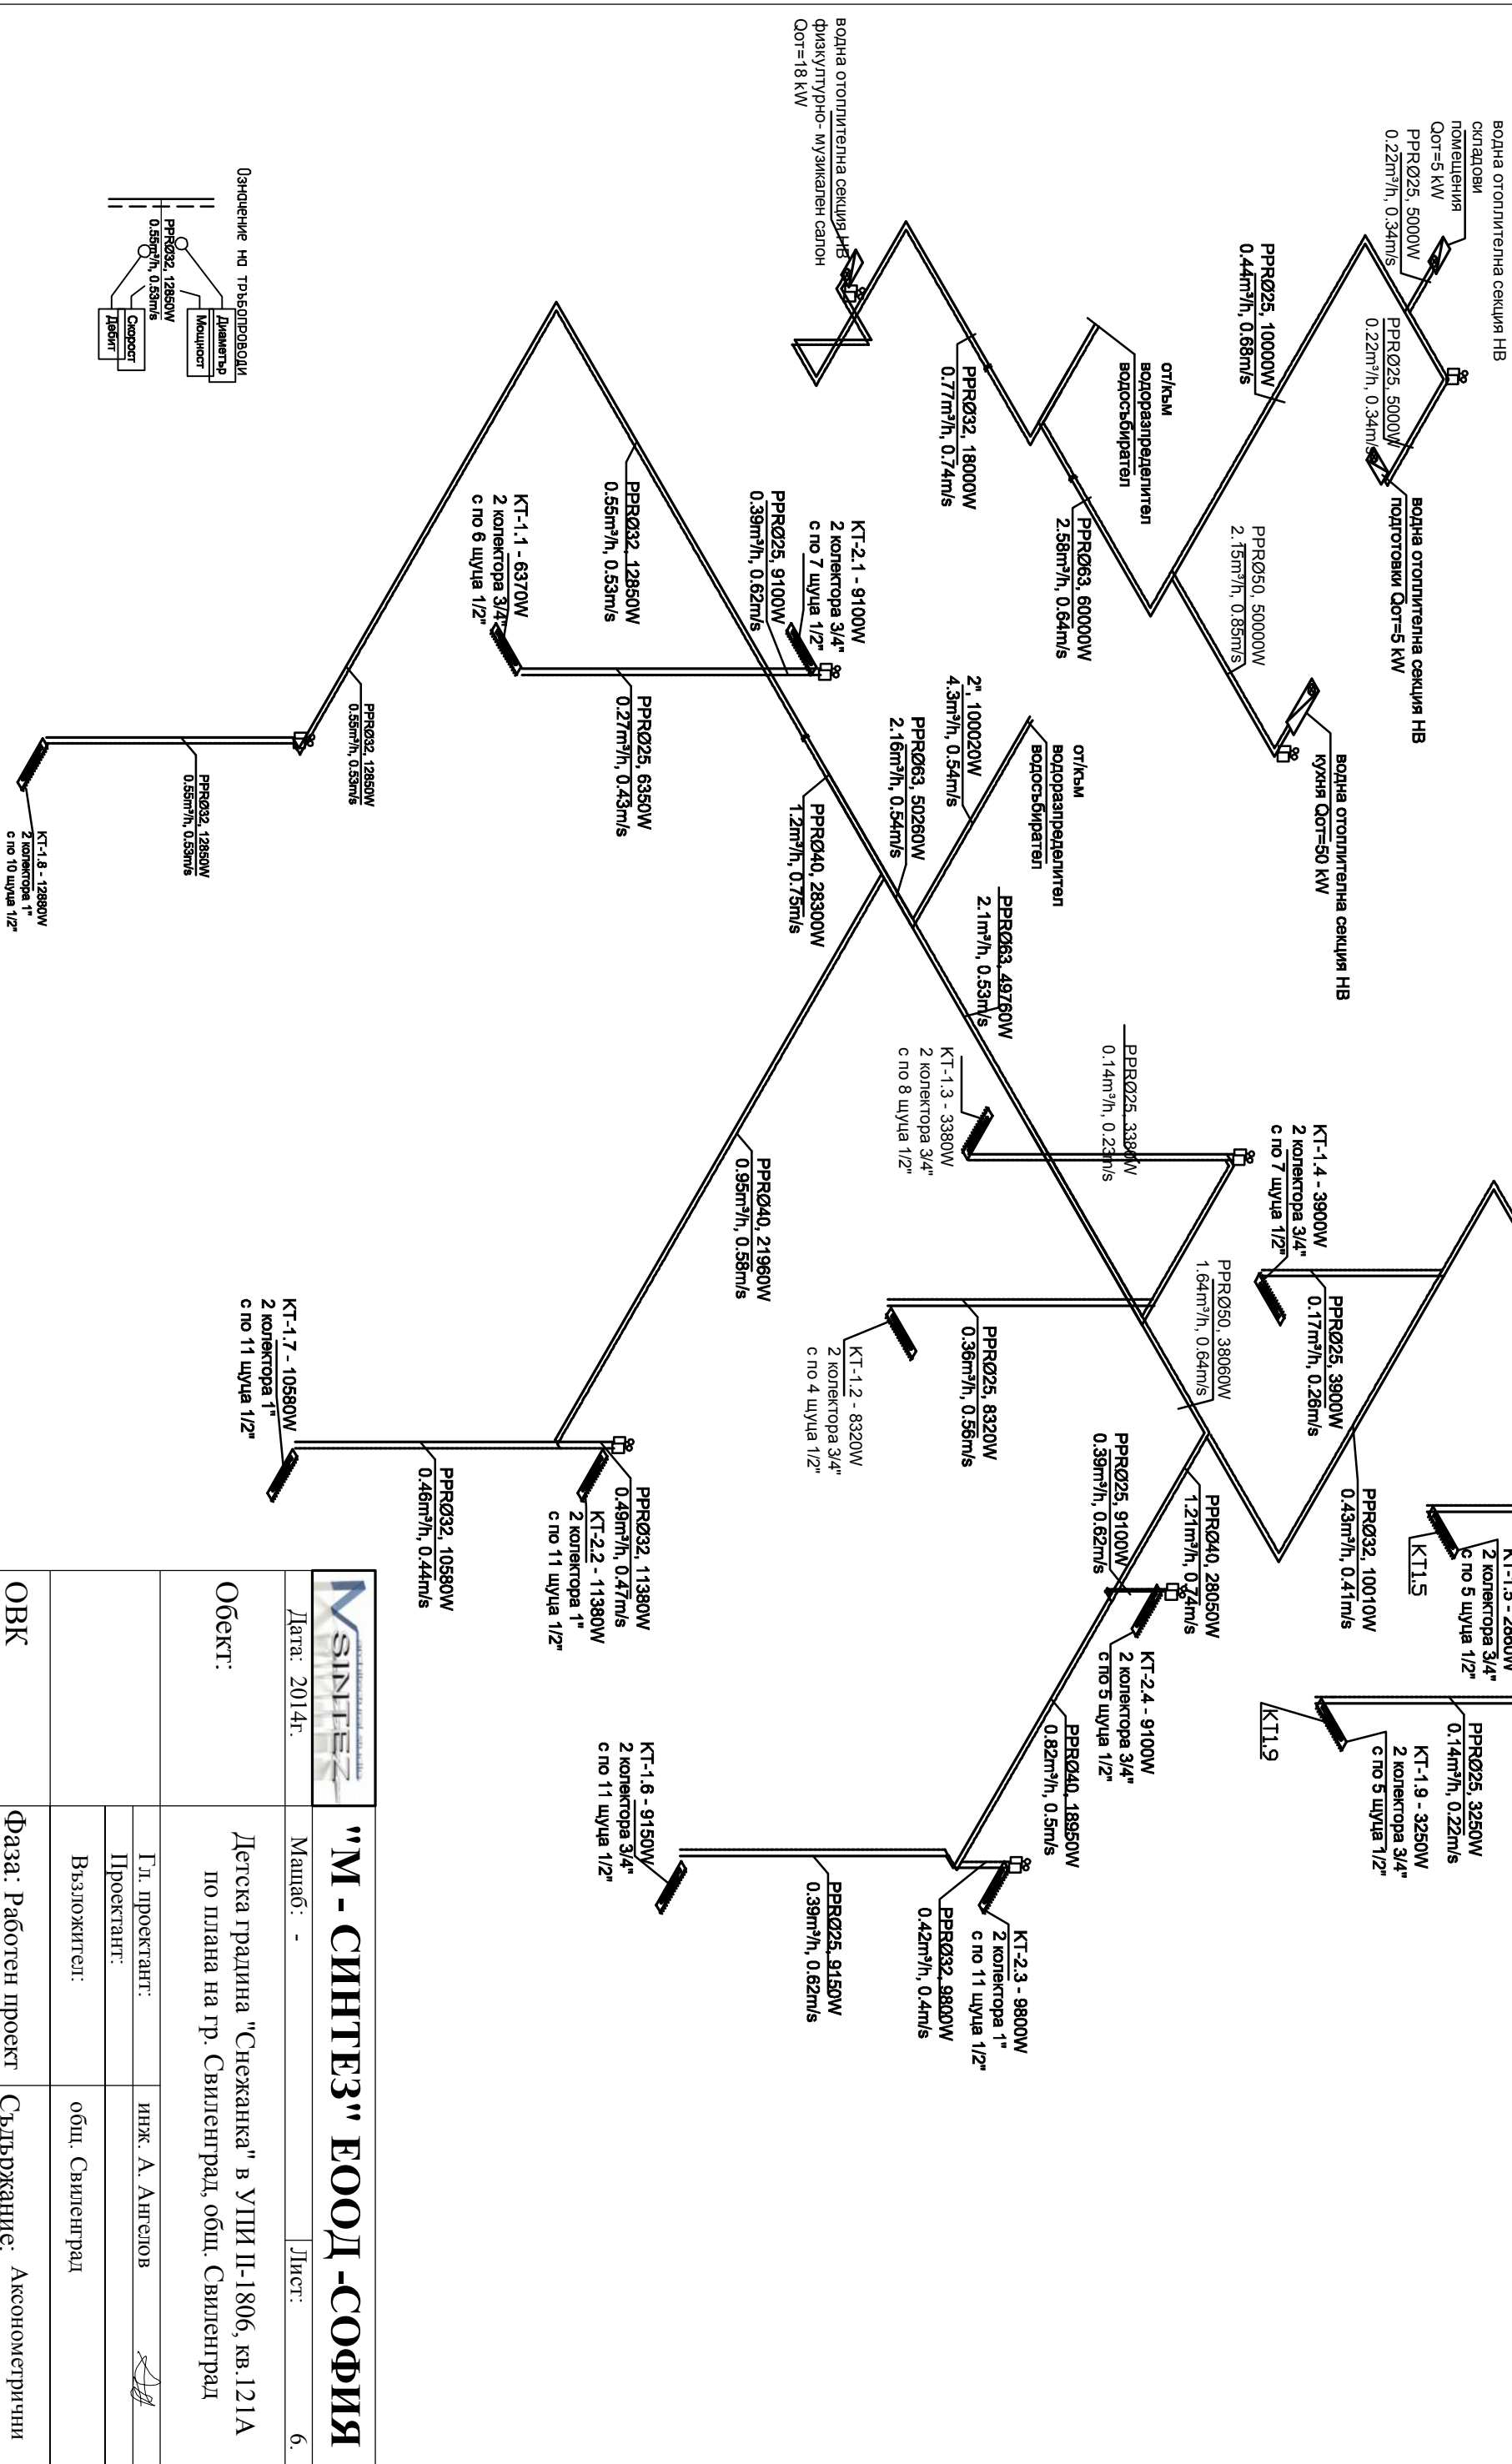 водна отоплителна секция НВ
складови
помещения
Qот=5 kW
PPRØ25, 5000W
0.22m³/h, 0.34m/s
PPRØ25, 5000W
0.22m³/h, 0.34m/s
водна отоплителна секция НВ
подготовки Qот=5 kW
PPRØ25, 10000W
0.44m³/h, 0.68m/s
PPRØ50, 50000W
2.15m³/h, 0.85m/s
водна отоплителна секция НВ
кухня Qот=50 kW
от/към
водоразпределител
водосъбирател
PPRØ63, 60000W
2.58m³/h, 0.64m/s
PPRØ32, 18000W
0.77m³/h, 0.74m/s
водна отоплителна секция НВ
физкултурно- музикален салон
Qот=18 kW
от/към
водоразпределител
водосъбирател
2", 100020W
4.3m³/h, 0.54m/s
PPRØ63, 50260W
2.16m³/h, 0.54m/s
PPRØ63, 49760W
2.1m³/h, 0.53m/s
КТ-2.1 - 9100W
2 колектора 3/4"
с по 7 щуца 1/2"
PPRØ25, 9100W
0.39m³/h, 0.62m/s
PPRØ40, 28300W
1.2m³/h, 0.75m/s
PPRØ32, 12850W
0.55m³/h, 0.53m/s
PPRØ25, 6350W
0.27m³/h, 0.43m/s
КТ-1.1 - 6370W
2 колектора 3/4"
с по 6 щуца 1/2"
PPRØ32, 12850W
0.55m³/h, 0.53m/s
PPRØ32, 12850W
0.55m³/h, 0.53m/s
КТ-1.8 - 12880W
2 колектора 1"
с по 10 щуца 1/2"
Означение на тръбопроводи
PPRØ32, 12850W
0.55m³/h, 0.53m/s
Диаметър
Мощност
Скорост
Дебит
PPRØ25, 3380W
0.14m³/h, 0.23m/s
КТ-1.3 - 3380W
2 колектора 3/4"
с по 8 щуца 1/2"
КТ-1.4 - 3900W
2 колектора 3/4"
с по 7 щуца 1/2"
PPRØ25, 3900W
0.17m³/h, 0.26m/s
PPRØ50, 38060W
1.64m³/h, 0.64m/s
PPRØ25, 8320W
0.36m³/h, 0.56m/s
КТ-1.2 - 8320W
2 колектора 3/4"
с по 4 щуца 1/2"
PPRØ40, 21960W
0.95m³/h, 0.58m/s
PPRØ32, 10010W
0.43m³/h, 0.41m/s
КТ-1.5 - 2860W
2 колектора 3/4"
с по 5 щуца 1/2"
КТ1.5
PPRØ25, 3250W
0.14m³/h, 0.22m/s
КТ-1.9 - 3250W
2 колектора 3/4"
с по 5 щуца 1/2"
КТ1.9
PPRØ40, 28050W
1.21m³/h, 0.74m/s
PPRØ25, 9100W
0.39m³/h, 0.62m/s
КТ-2.4 - 9100W
2 колектора 3/4"
с по 5 щуца 1/2"
PPRØ40, 18950W
0.82m³/h, 0.5m/s
КТ-2.3 - 9800W
2 колектора 1"
с по 11 щуца 1/2"
PPRØ32, 9800W
0.42m³/h, 0.4m/s
PPRØ25, 9150W
0.39m³/h, 0.62m/s
КТ-1.6 - 9150W
2 колектора 3/4"
с по 11 щуца 1/2"
PPRØ32, 11380W
0.49m³/h, 0.47m/s
КТ-2.2 - 11380W
2 колектора 1"
с по 11 щуца 1/2"
PPRØ32, 10580W
0.46m³/h, 0.44m/s
КТ-1.7 - 10580W
2 колектора 1"
с по 11 щуца 1/2"
M SINTEZ
"М - СИНТЕЗ" ЕООД -СОФИЯ
Дата: 2014г.
Мащаб: -
Лист: 6.
Обект:
Детска градина "Снежанка" в УПИ II-1806, кв.121А
по плана на гр. Свиленград, общ. Свиленград
Гл. проектант:
инж. А. Ангелов
Проектант:
Възложител:
общ. Свиленград
ОВК
Фаза: Работен проект
Съдържание: Аксонометрични